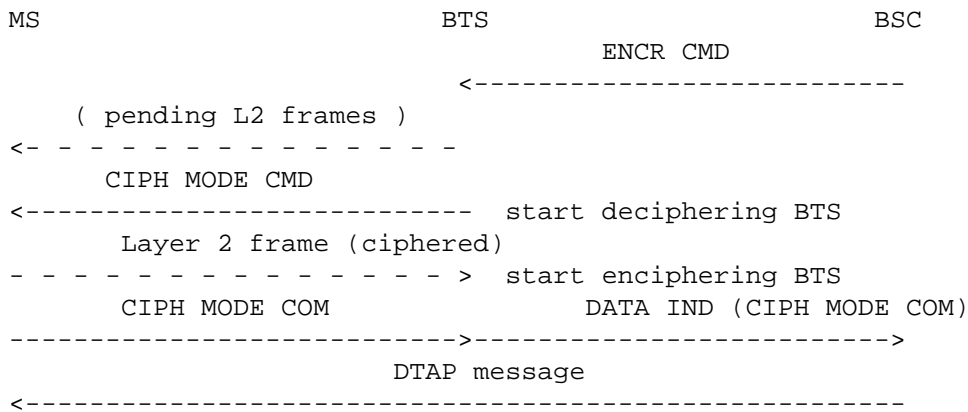 MS                         BTS                         BSC
                                     ENCR CMD
                            <---------------------------
    ( pending L2 frames )
<- - - - - - - - - - - - - -
      CIPH MODE CMD
<---------------------------- start deciphering BTS
       Layer 2 frame (ciphered)
- - - - - - - - - - - - - - > start enciphering BTS
       CIPH MODE COM                DATA IND (CIPH MODE COM)
---------------------------->-------------------------->
                        DTAP message
<-------------------------------------------------------